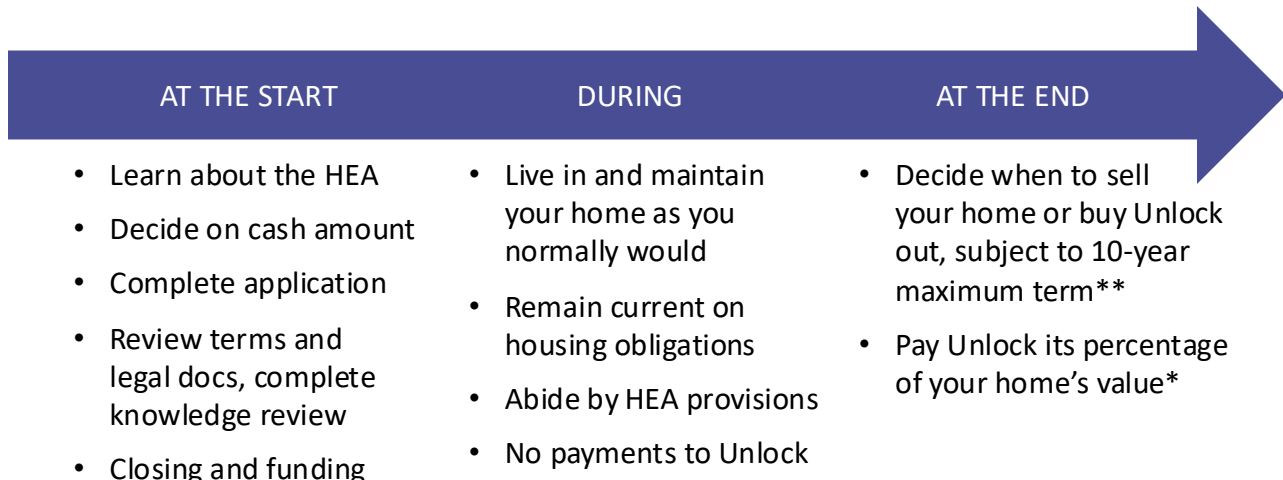 AT THE START
DURING
AT THE END
• Learn about the HEA
• Decide on cash amount
• Complete application
• Review terms and
legal docs, complete
knowledge review
• Closing and funding
• Live in and maintain
your home as you
normally would
• Remain current on
housing obligations
• Abide by HEA provisions
• No payments to Unlock
• Decide when to sell
your home or buy Unlock
out, subject to 10-year
maximum term**
• Pay Unlock its percentage
of your home’s value*